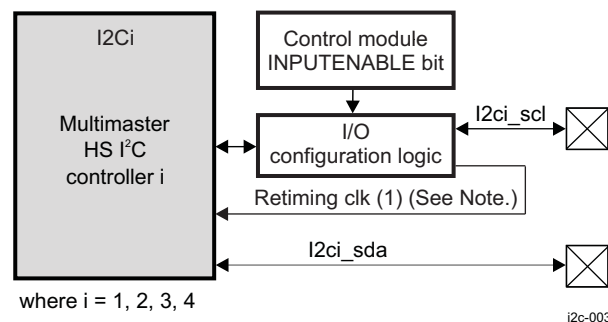 I2Ci
Multimaster
HS I²C
controller i
Control module
INPUTENABLE bit
I/O
configuration logic
I2ci_scl
Retiming clk (1) (See Note.)
I2ci_sda
where i = 1, 2, 3, 4
i2c-003